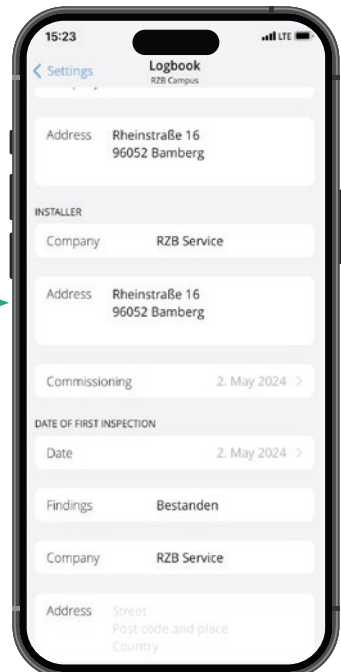 15:23
LTE
Settings
Logbook
RZB Campus
Address Rheinstraße 16
96052 Bamberg
INSTALLER
Company RZB Service
Address Rheinstraße 16
96052 Bamberg
Commissioning 2. May 2024
DATE OF FIRST INSPECTION
Date 2. May 2024
Findings Bestanden
Company RZB Service
Address Street
Post code and place
Country